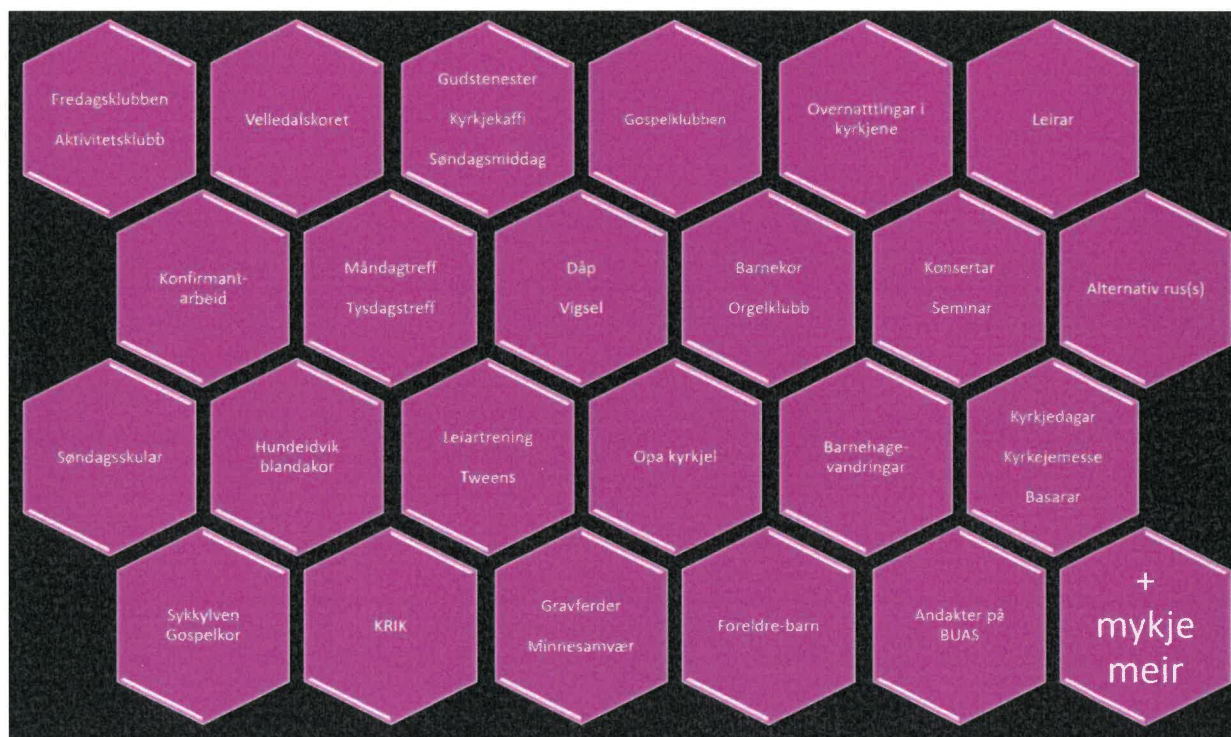 Fredagsklubben
Aktivitetsklubb
Velledalskoret
Gudstenester
Kyrkjekaffi
Søndagsmiddag
Gospelklubben
Overnatttingar i
kyrkjene
Leirar
Konfirmant-
arbeid
Måndagtreff
Tysdagstreff
Dåp
Vigsel
Barnekor
Orgelklubb
Konsertar
Seminar
Alternativ rus(s)
Søndagsskular
Hundeidvik
blandakor
Leiartrening
Tweens
Opa kyrkjel
Barnehage-
vandringar
Kyrkjedagar
Kyrkejemesse
Basarar
Sykkylven
Gospelkor
KRIK
Gravferder
Minnesamvær
Foreldre-barn
Andakter på
BUAS
+
mykje
meir